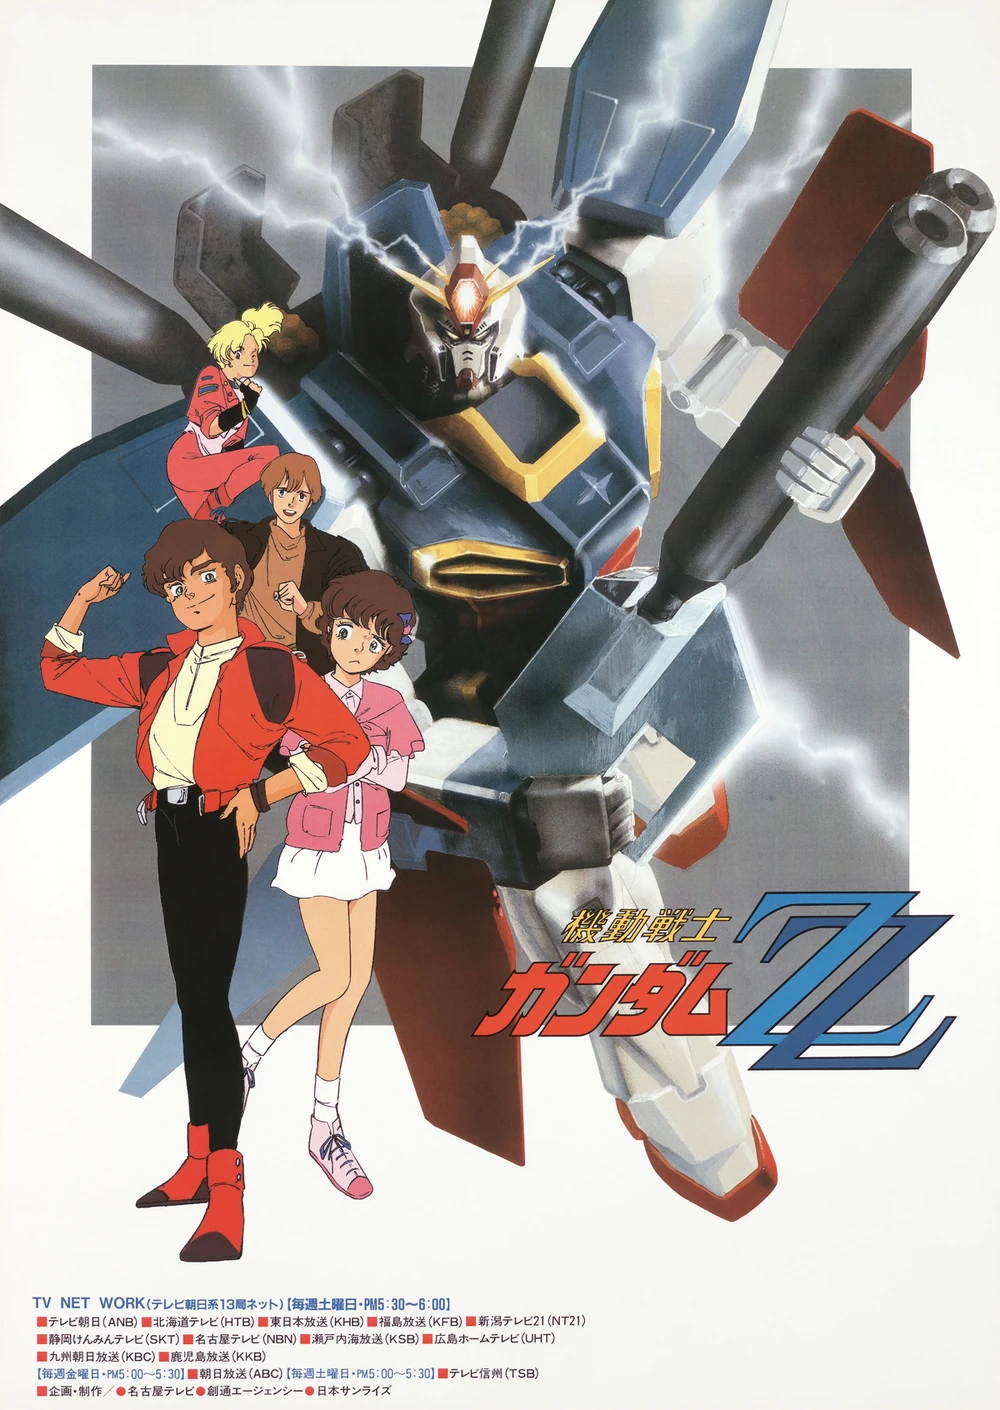 機動戦士
ガンダムZZ
TV NET WORK(テレビ朝日系13局ネット)【毎週土曜日・PM5:30〜6:00】
■テレビ朝日(ANB) ■北海道テレビ(HTB) ■東日本放送(KHB) ■福島放送(KFB) ■新潟テレビ21(NT21)
■静岡けんみんテレビ(SKT) ■名古屋テレビ(NBN) ■瀬戸内海放送(KSB) ■広島ホームテレビ(UHT)
■九州朝日放送(KBC) ■鹿児島放送(KKB)
【毎週金曜日・PM5:00〜5:30】■朝日放送(ABC)【毎週土曜日・PM5:00〜5:30】■テレビ信州(TSB)
■企画・制作/●名古屋テレビ●創通エージェンシー●日本サンライズ